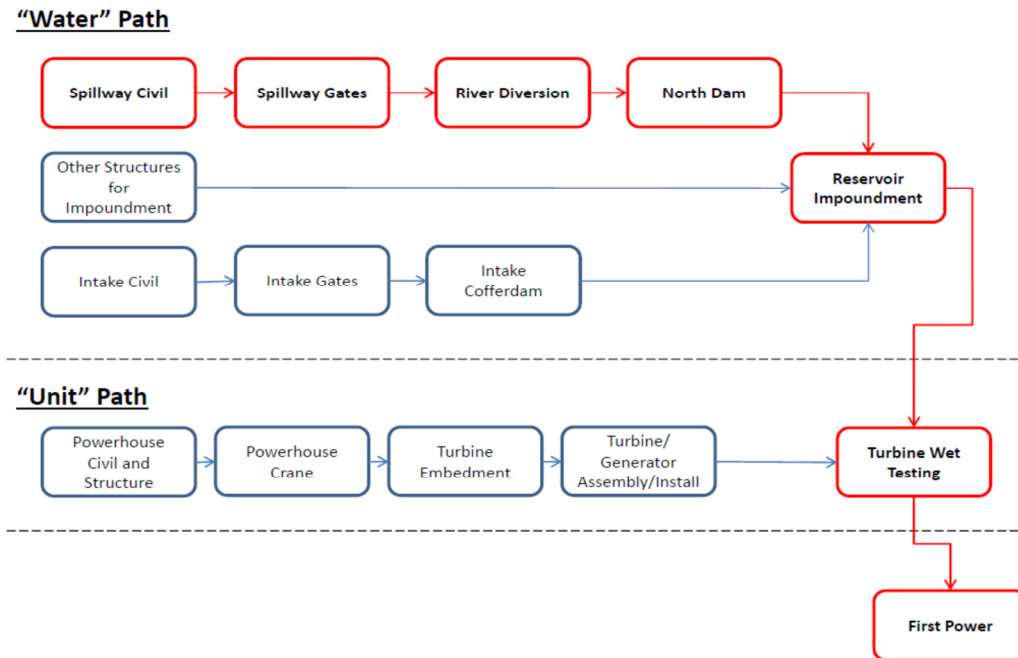 “Water” Path
Spillway Civil
Spillway Gates
River Diversion
North Dam
Other Structures
for
Impoundment
Reservoir
Impoundment
Intake Civil
Intake Gates
Intake
Cofferdam
“Unit” Path
Powerhouse
Civil and
Structure
Powerhouse
Crane
Turbine
Embedment
Turbine/
Generator
Assembly/Install
Turbine Wet
Testing
First Power